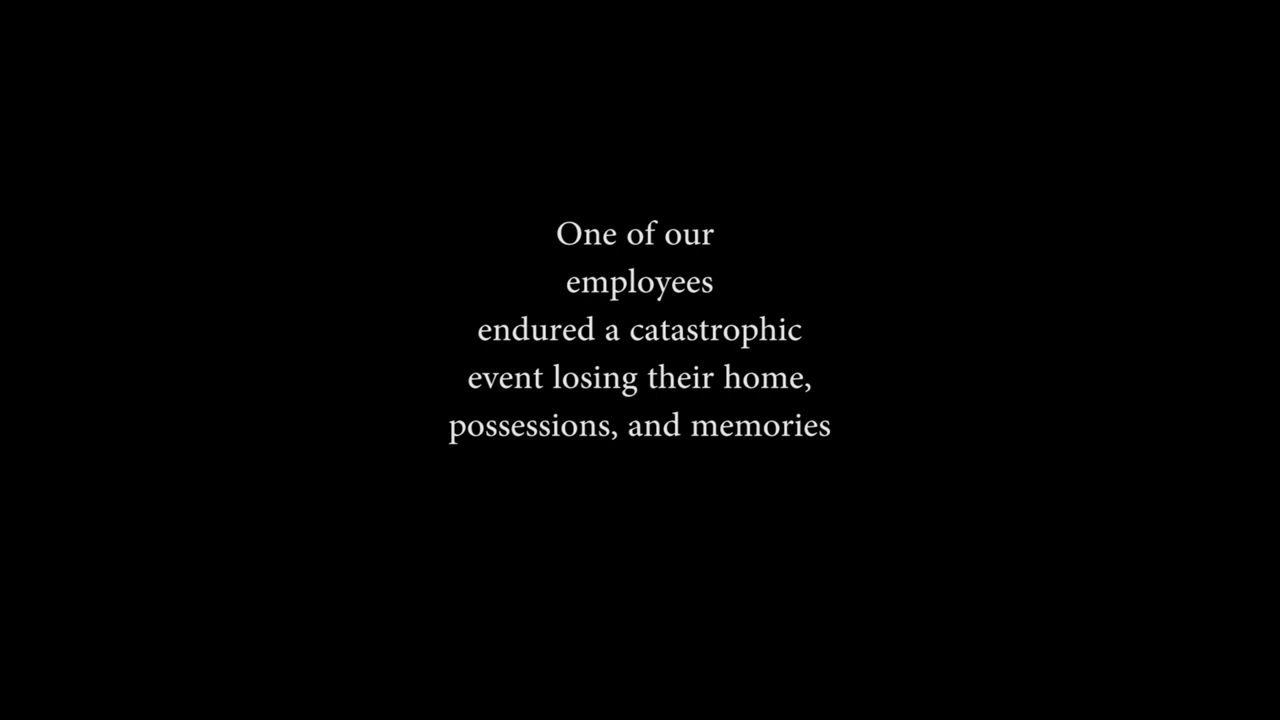 One of our
employees
endured a catastrophic
event losing their home,
possessions, and memories